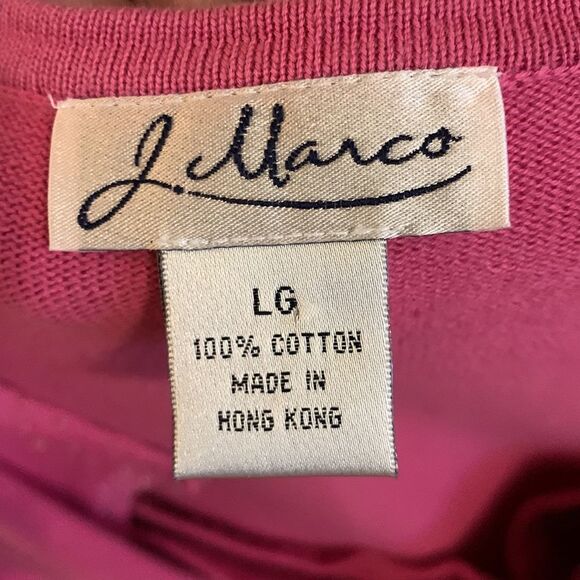 J. Marco
LG
100% COTTON
MADE IN
HONG KONG